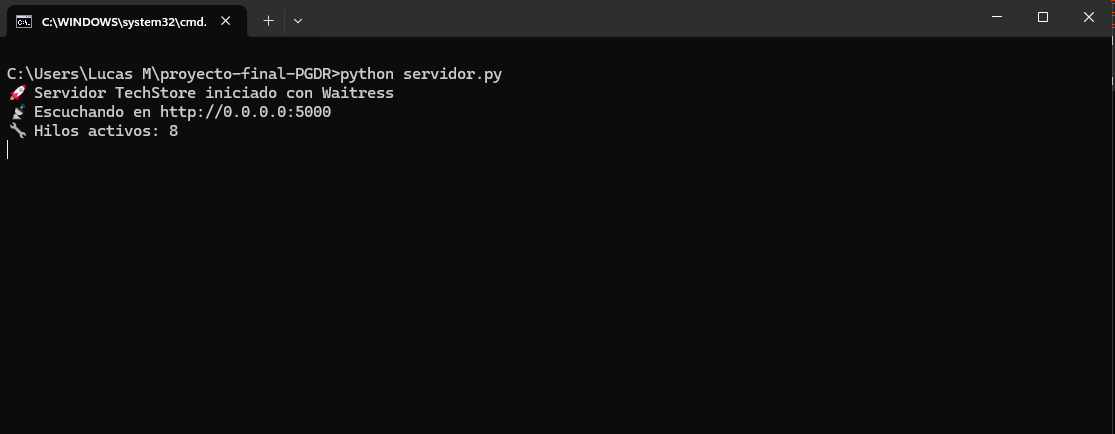 C:\WINDOWS\system32\cmd.
C:\Users\Lucas M\proyecto-final-PGDR>python servidor.py
🚀 Servidor TechStore iniciado con Waitress
📡 Escuchando en http://0.0.0.0:5000
🔧 Hilos activos: 8